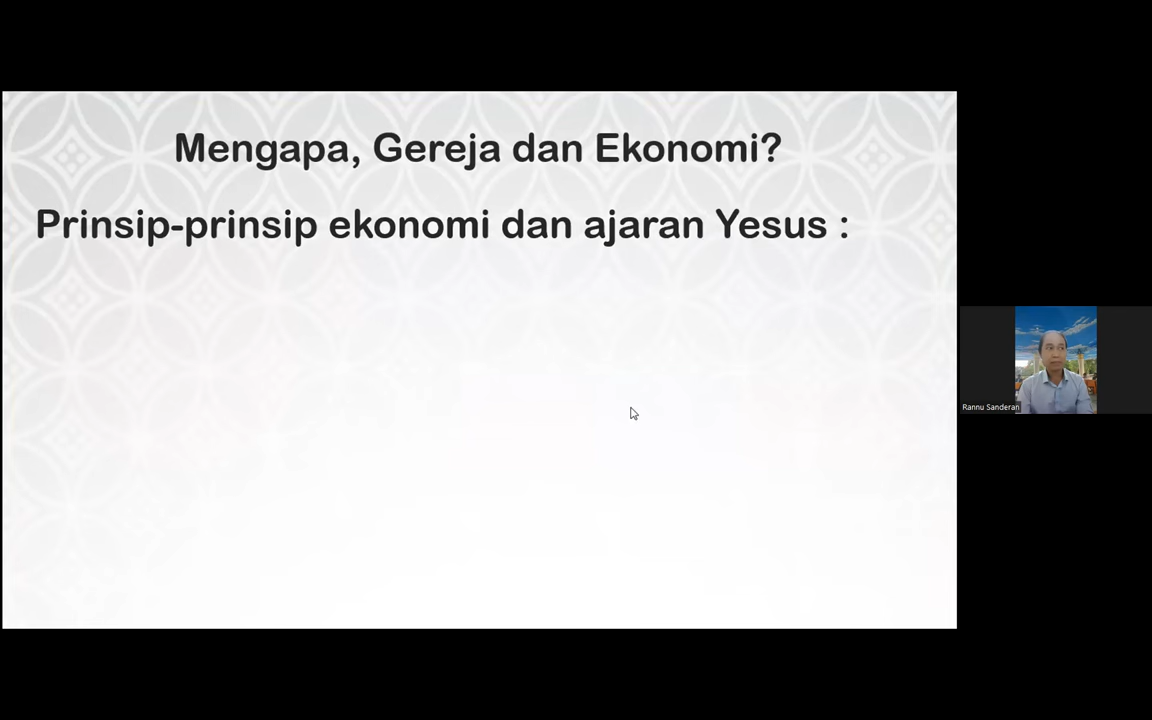 Mengapa, Gereja dan Ekonomi?
Prinsip-prinsip ekonomi dan ajaran Yesus :
Rannu Sanderan